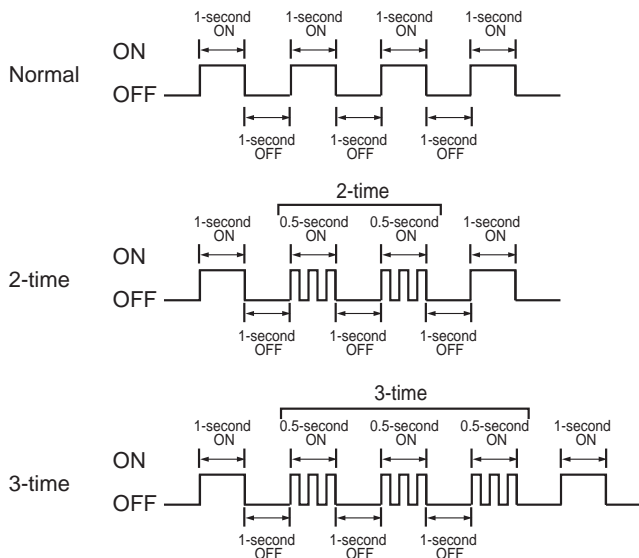 1-second
ON
1-second
ON
1-second
ON
1-second
ON
Normal
ON
OFF
1-second
OFF
1-second
OFF
1-second
OFF
2-time
1-second
ON
0.5-second
ON
0.5-second
ON
1-second
ON
2-time
ON
OFF
1-second
OFF
1-second
OFF
1-second
OFF
3-time
1-second
ON
0.5-second
ON
0.5-second
ON
0.5-second
ON
1-second
ON
3-time
ON
OFF
1-second
OFF
1-second
OFF
1-second
OFF